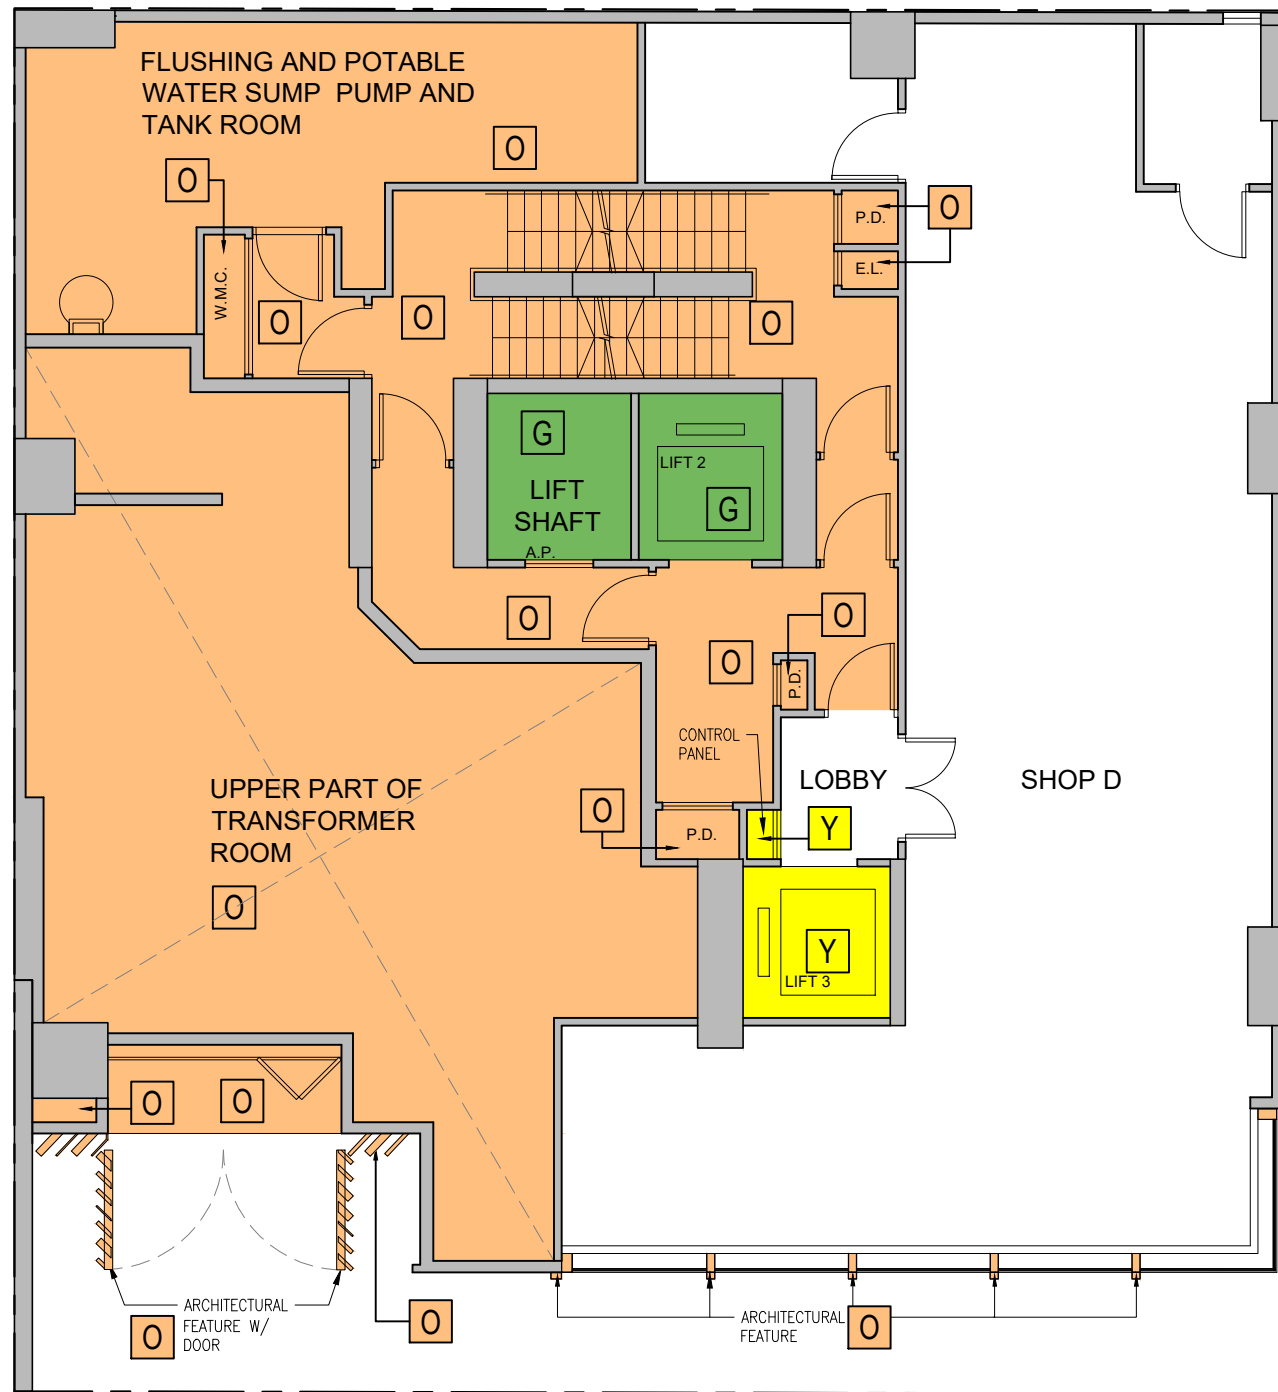 FLUSHING AND POTABLE
WATER SUMP PUMP AND
TANK ROOM
O
O
O
P.D.
E.L.
W.M.C.
O
O
O
G
LIFT
SHAFT
A.P.
LIFT 2
G
O
O
O
P.D.
CONTROL
PANEL
LOBBY
SHOP D
UPPER PART OF
TRANSFORMER
ROOM
O
O
P.D.
Y
Y
LIFT 3
O
O
ARCHITECTURAL
FEATURE W/
DOOR
O
O
ARCHITECTURAL
FEATURE
O